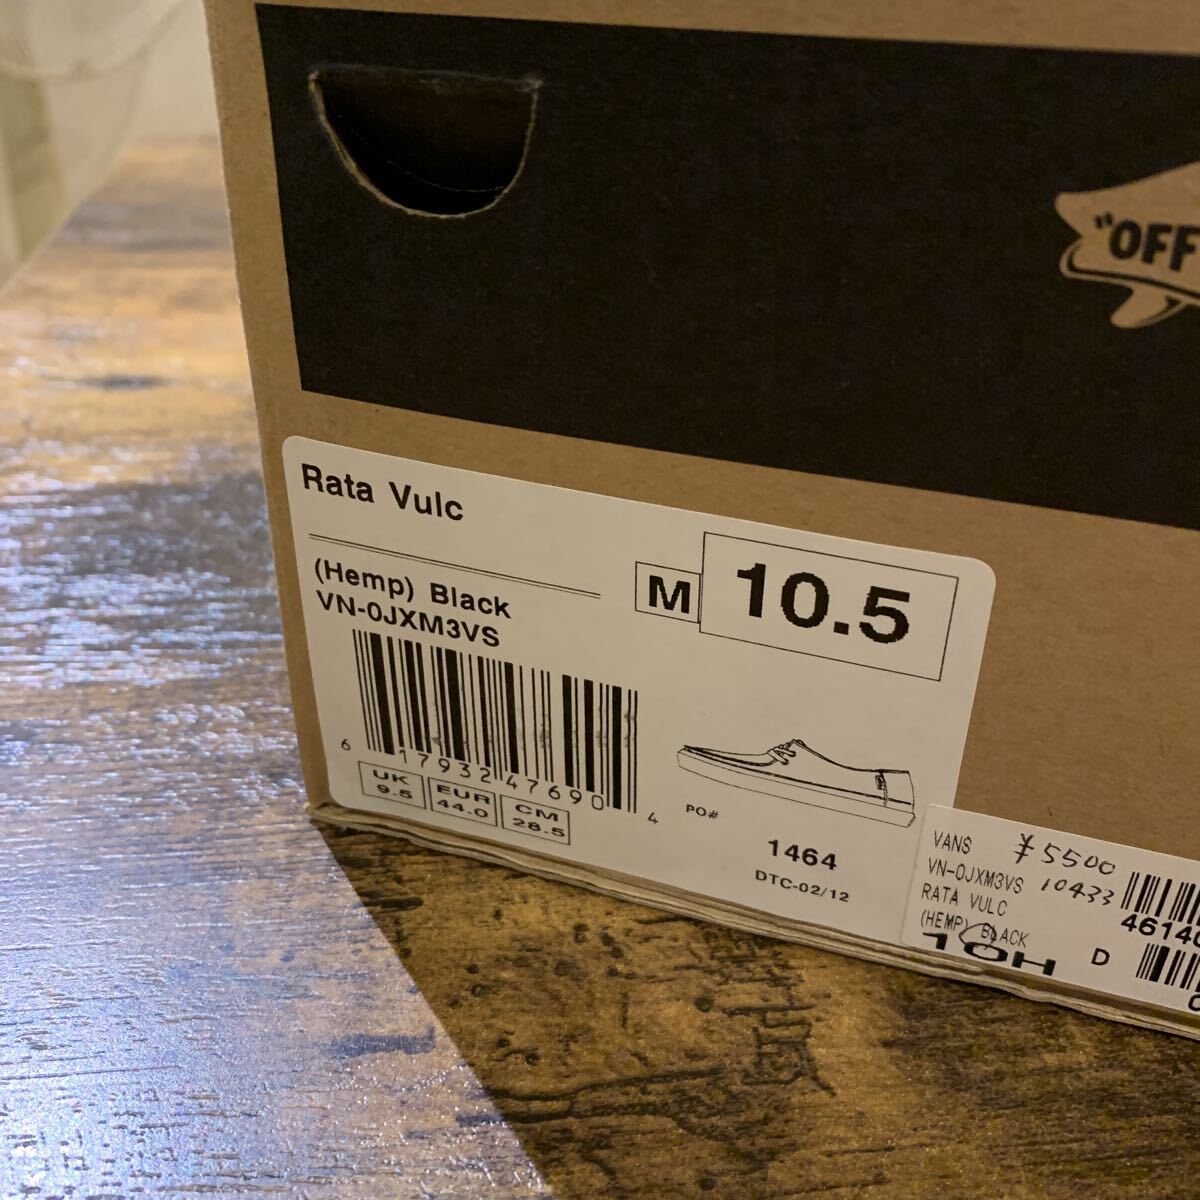 "OFF
Rata Vulc
(Hemp) Black
VN-0JXM3VS
M 10.5
6 17932 47690 4
UK 9.5
EUR 44.0
CM 28.5
PO#
1464
DTC-02/12
VANS ¥5500
VN-0JXM3VS 10433
RATA VULC
(HEMP) BLACK
10H D
4614